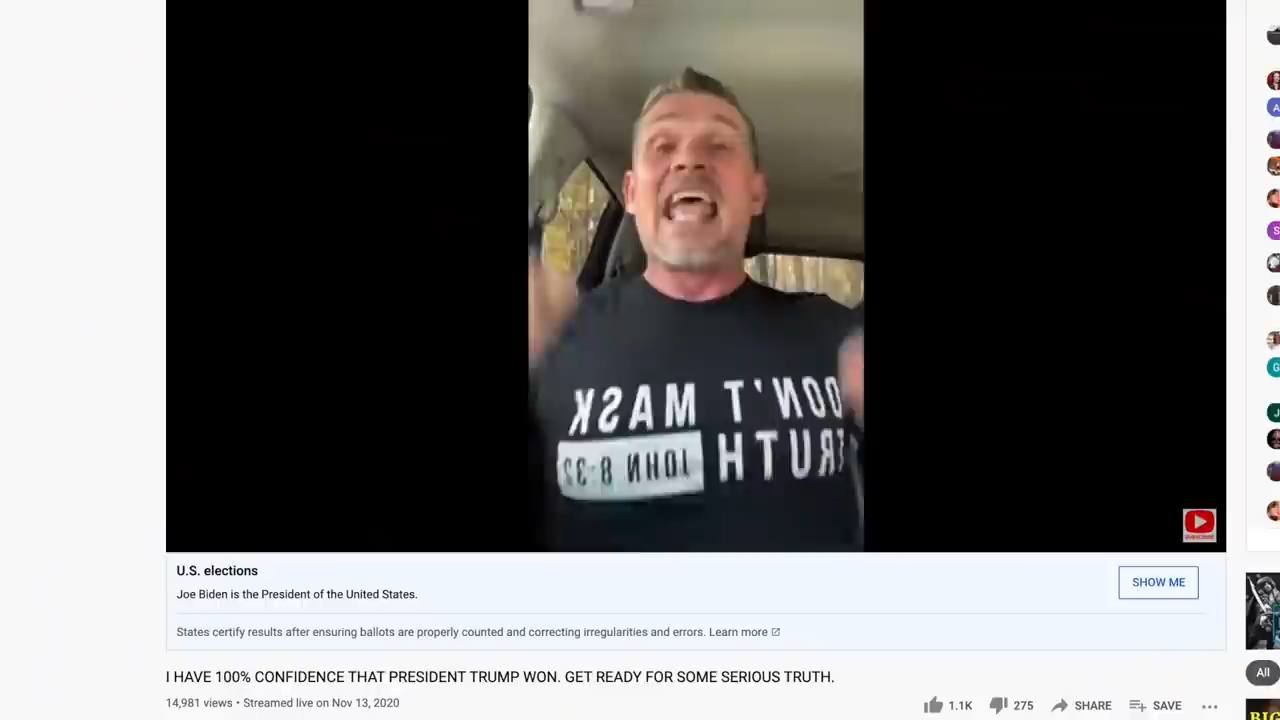 DON'T MASK
TRUTH JOHN 8:32
U.S. elections
SHOW ME
Joe Biden is the President of the United States.
States certify results after ensuring ballots are properly counted and correcting irregularities and errors. Learn more
I HAVE 100% CONFIDENCE THAT PRESIDENT TRUMP WON. GET READY FOR SOME SERIOUS TRUTH.
14,981 views • Streamed live on Nov 13, 2020
1.1K 275 SHARE SAVE
All